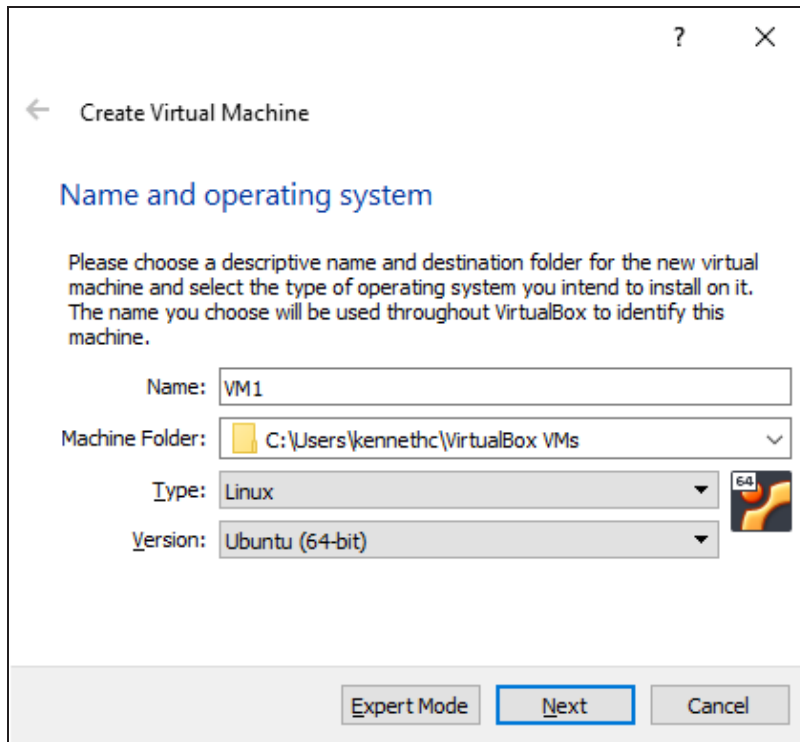 ?
Create Virtual Machine
Name and operating system
Please choose a descriptive name and destination folder for the new virtual
machine and select the type of operating system you intend to install on it.
The name you choose will be used throughout VirtualBox to identify this
machine.
Name: VM1
Machine Folder: C:\Users\kennethc\VirtualBox VMs
Type: Linux
64
Version: Ubuntu (64-bit)
Expert Mode Next Cancel